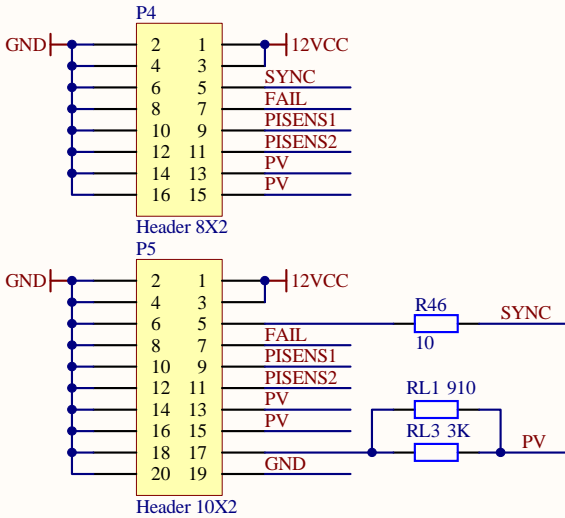 P4
GND 2 1 12VCC
4 3
6 5 SYNC
8 7 FAIL
10 9 PISENS1
12 11 PISENS2
14 13 PV
16 15 PV
Header 8X2
P5
GND 2 1 12VCC
4 3 R46
6 5 SYNC
10
8 7 FAIL
10 9 PISENS1
12 11 PISENS2 RL1 910
14 13 PV
16 15 PV RL3 3K
18 17 PV
20 19 GND
Header 10X2